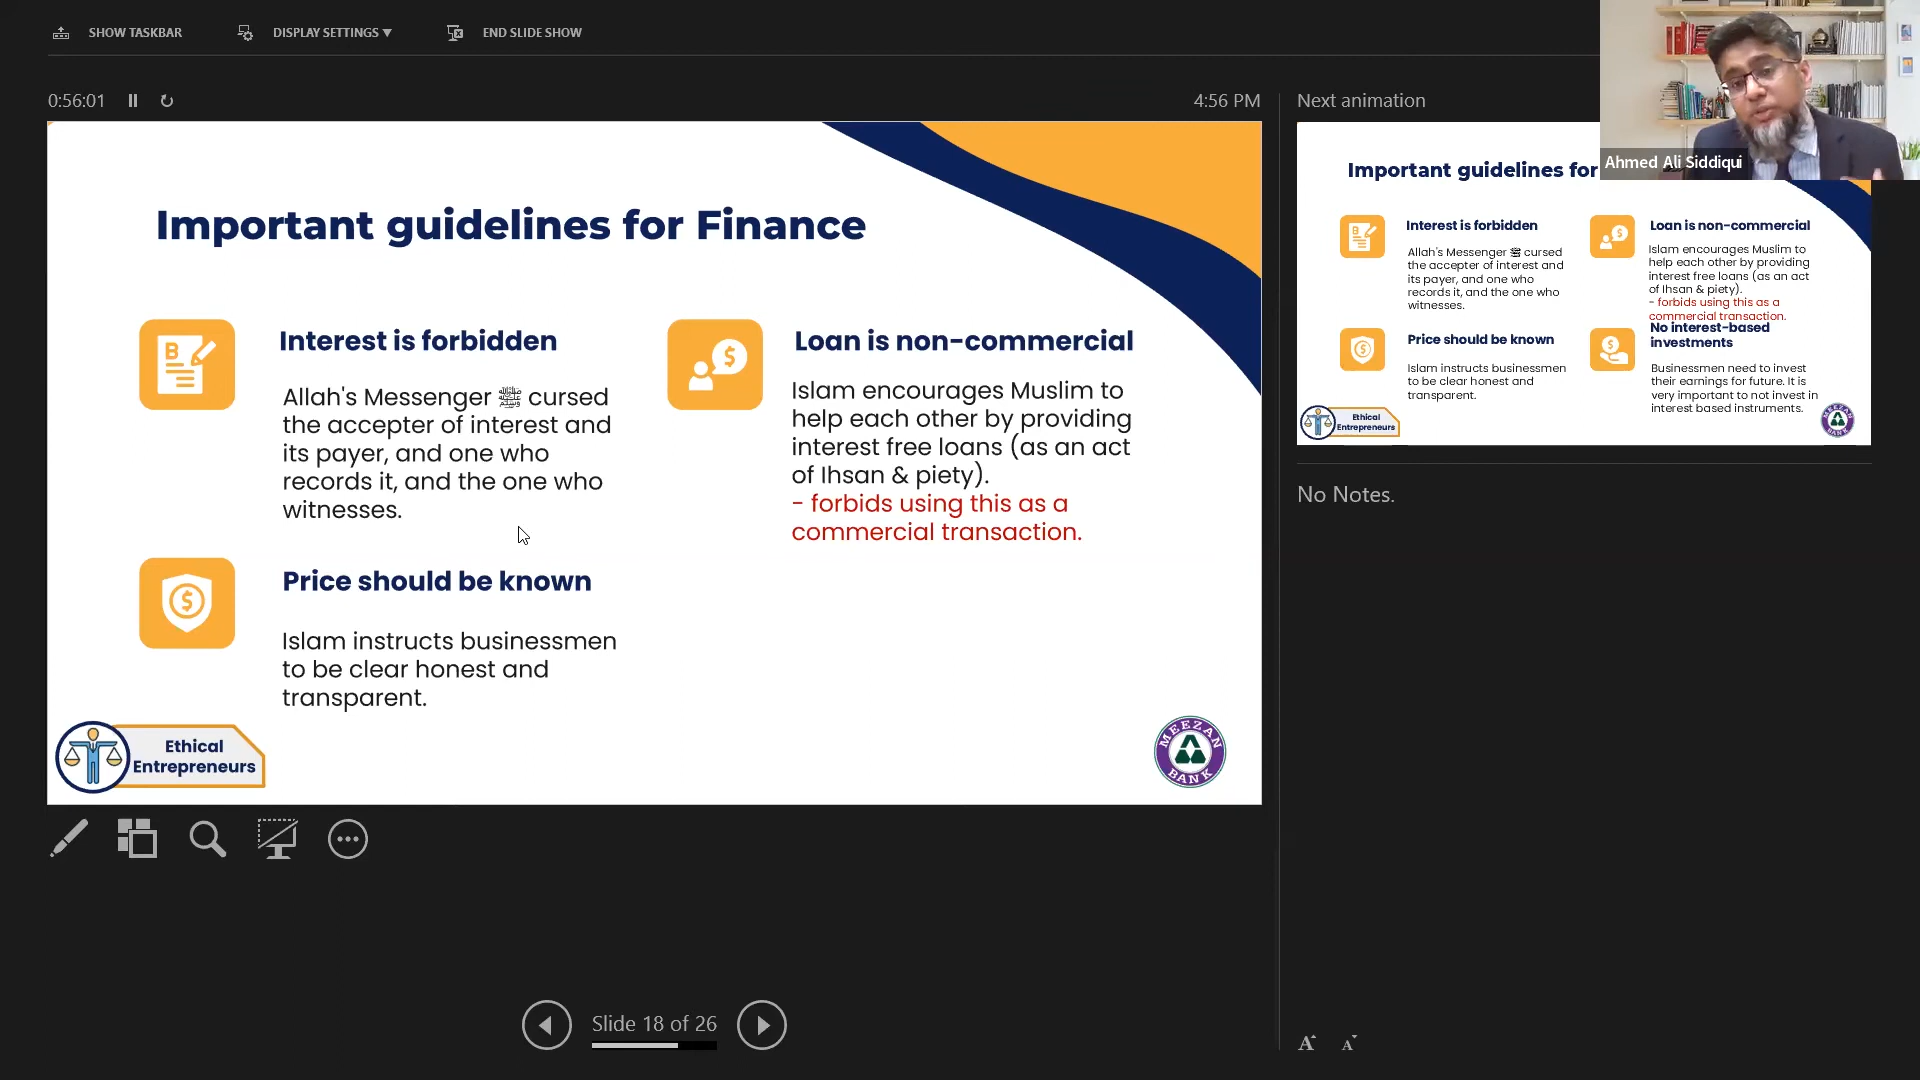 SHOW TASKBAR
DISPLAY SETTINGS ▼
END SLIDE SHOW
0:56:01
4:56 PM
Important guidelines for Finance
Interest is forbidden
Allah's Messenger ﷺ cursed
the accepter of interest and
its payer, and one who
records it, and the one who
witnesses.
Loan is non-commercial
Islam encourages Muslim to
help each other by providing
interest free loans (as an act
of Ihsan & piety).
- forbids using this as a
commercial transaction.
Price should be known
Islam instructs businessmen
to be clear honest and
transparent.
Ethical
Entrepreneurs
MEEZAN
BANK
Slide 18 of 26
Next animation
Ahmed Ali Siddiqui
Important guidelines for
Interest is forbidden
Allah's Messenger ﷺ cursed
the accepter of interest and
its payer, and one who
records it, and the one who
witnesses.
Loan is non-commercial
Islam encourages Muslim to
help each other by providing
interest free loans (as an act
of Ihsan & piety).
- forbids using this as a
commercial transaction.
Price should be known
Islam instructs businessmen
to be clear honest and
transparent.
No interest-based
investments
Businessmen need to invest
their earnings for future. It is
very important to not invest in
interest based instruments.
Ethical
Entrepreneurs
MEEZAN
BANK
No Notes.
A
A